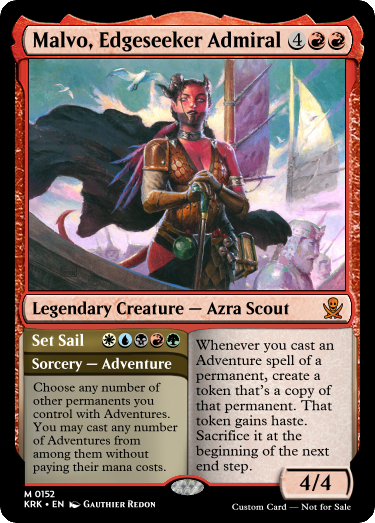 Malvo, Edgeseeker Admiral 4
Legendary Creature — Azra Scout
Set Sail
Sorcery — Adventure
Choose any number of
other permanents you
control with Adventures.
You may cast any
number of Adventures from
among them without
paying their mana costs.
Whenever you cast an
Adventure spell of a
permanent, create a
token that's a copy of
that permanent. That
token gains haste.
Sacrifice it at the
beginning of the next
end step.
4/4
M 0152
KRK • EN Gauthier Redon
Custom Card — Not for Sale